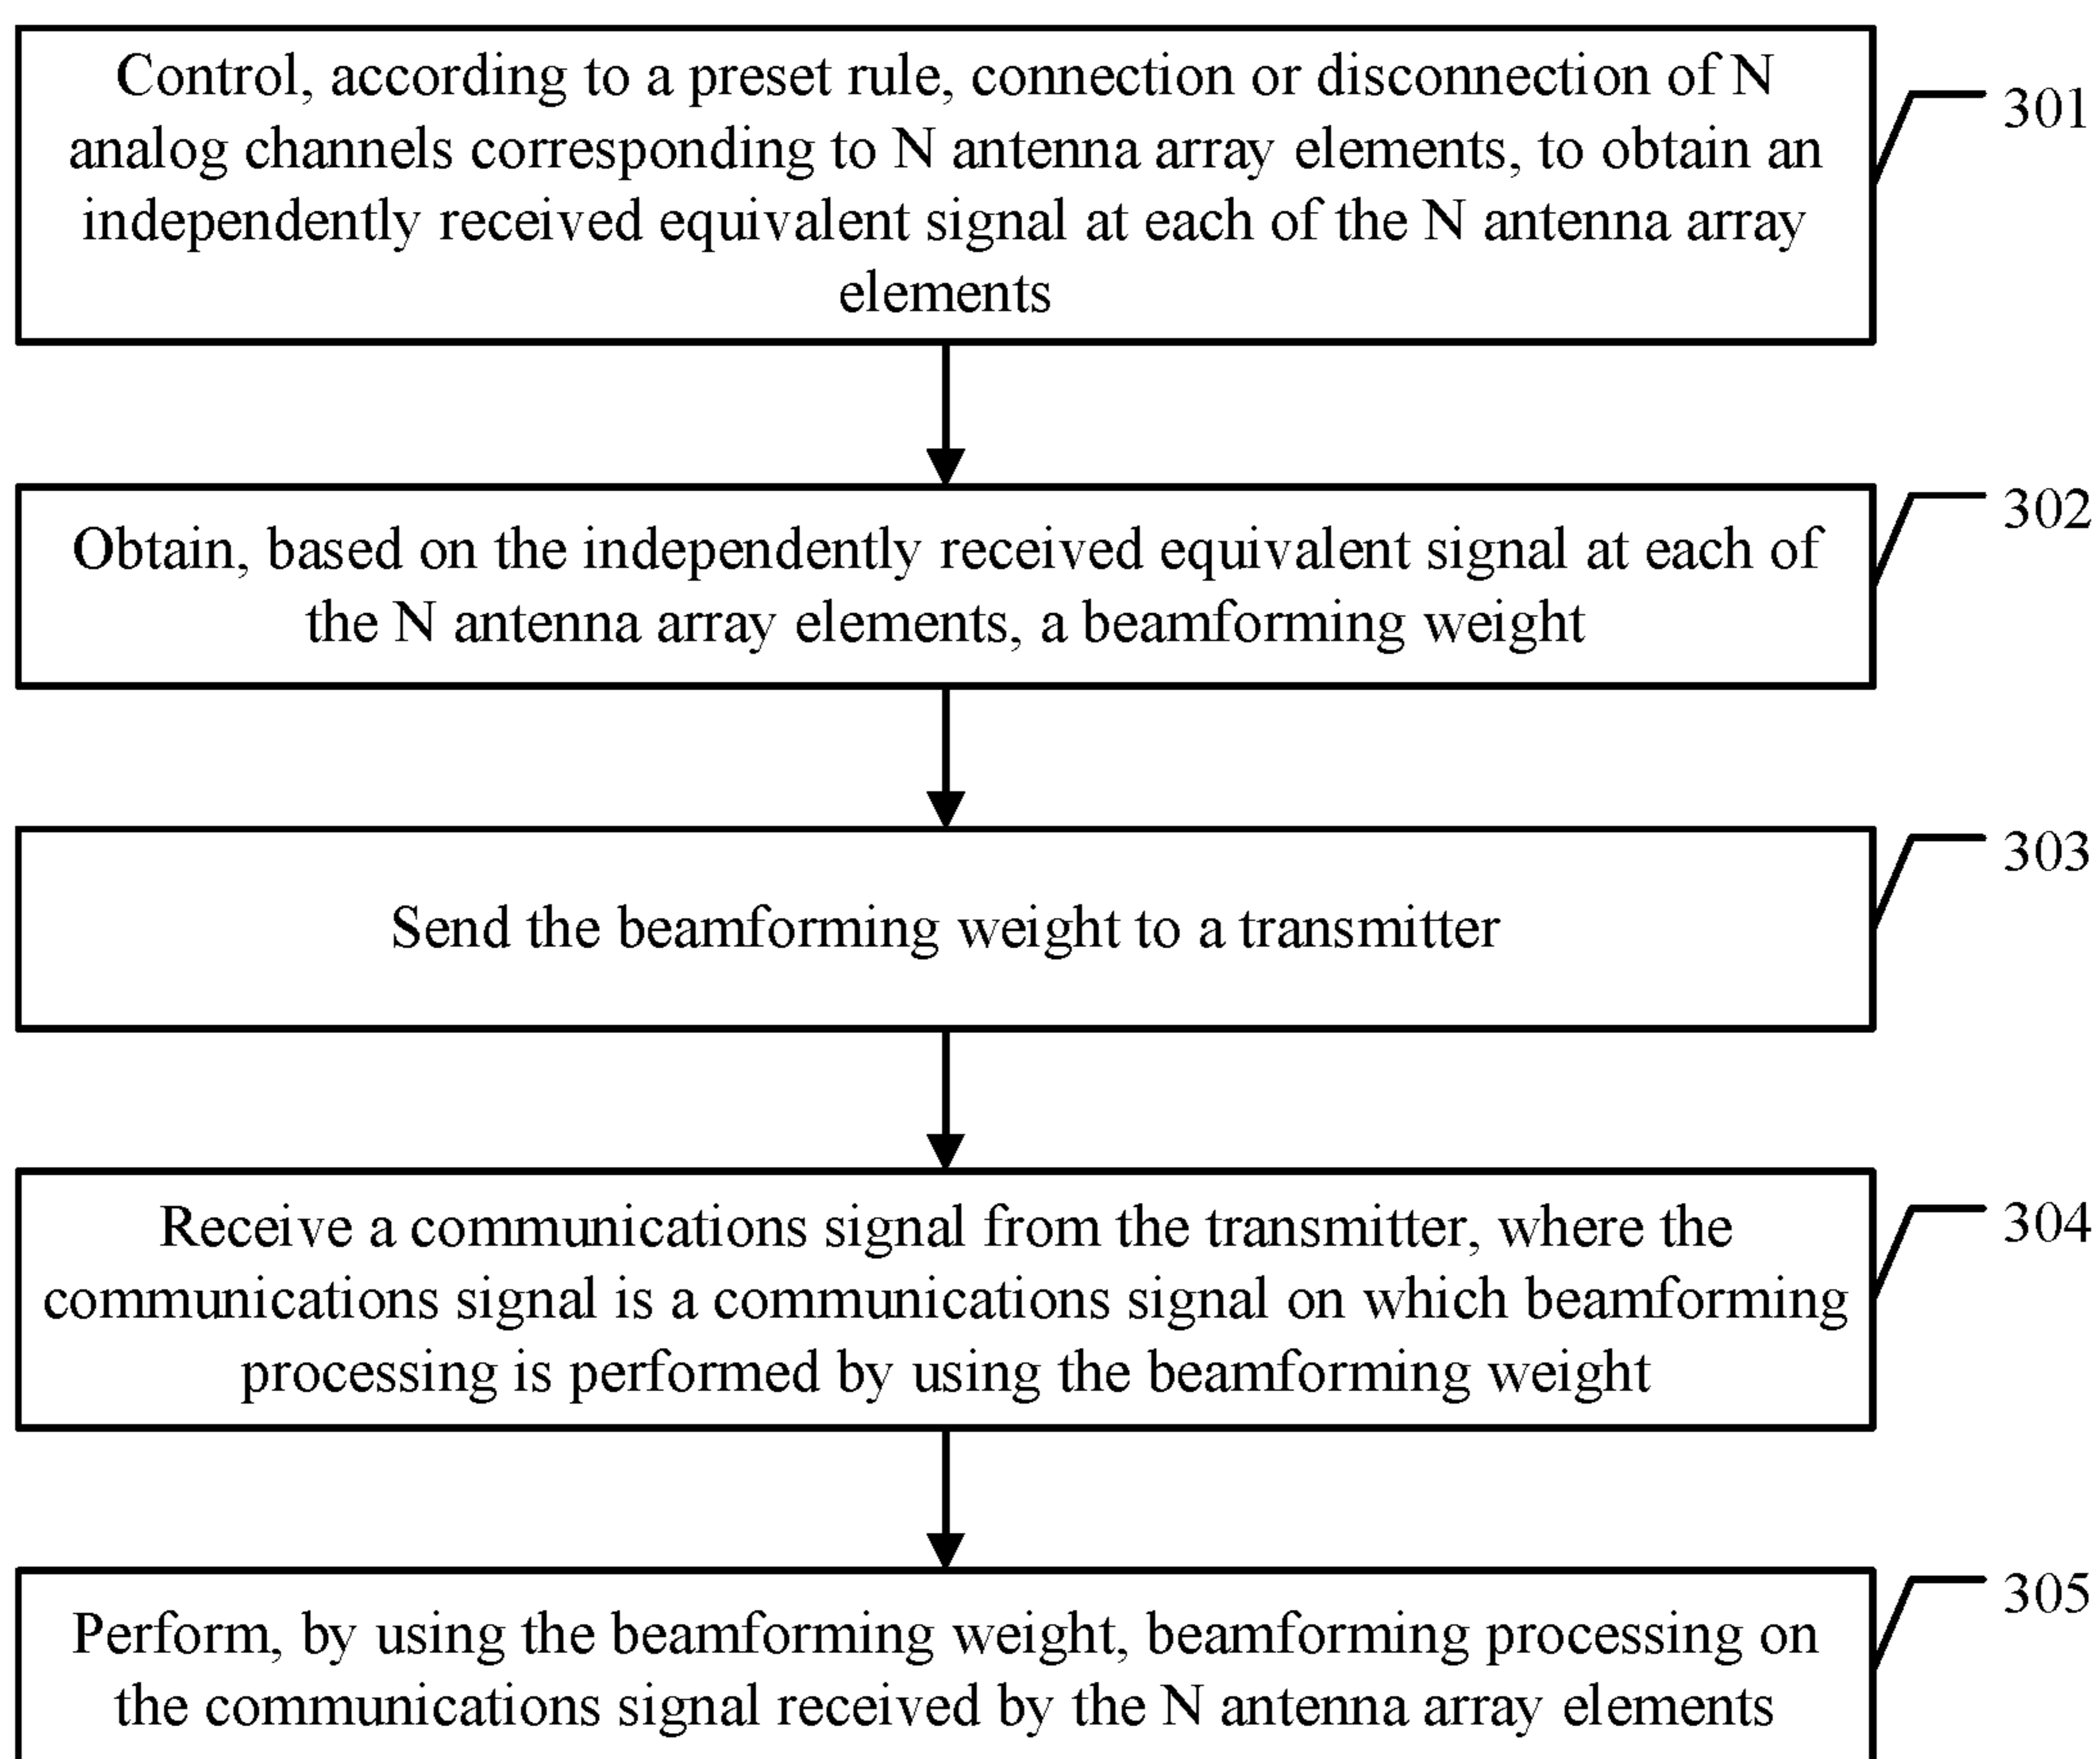 Control, according to a preset rule, connection or disconnection of N
analog channels corresponding to N antenna array elements, to obtain an
independently received equivalent signal at each of the N antenna array
elements
301
Obtain, based on the independently received equivalent signal at each of
the N antenna array elements, a beamforming weight
302
Send the beamforming weight to a transmitter
303
Receive a communications signal from the transmitter, where the
communications signal is a communications signal on which beamforming
processing is performed by using the beamforming weight
304
Perform, by using the beamforming weight, beamforming processing on
the communications signal received by the N antenna array elements
305